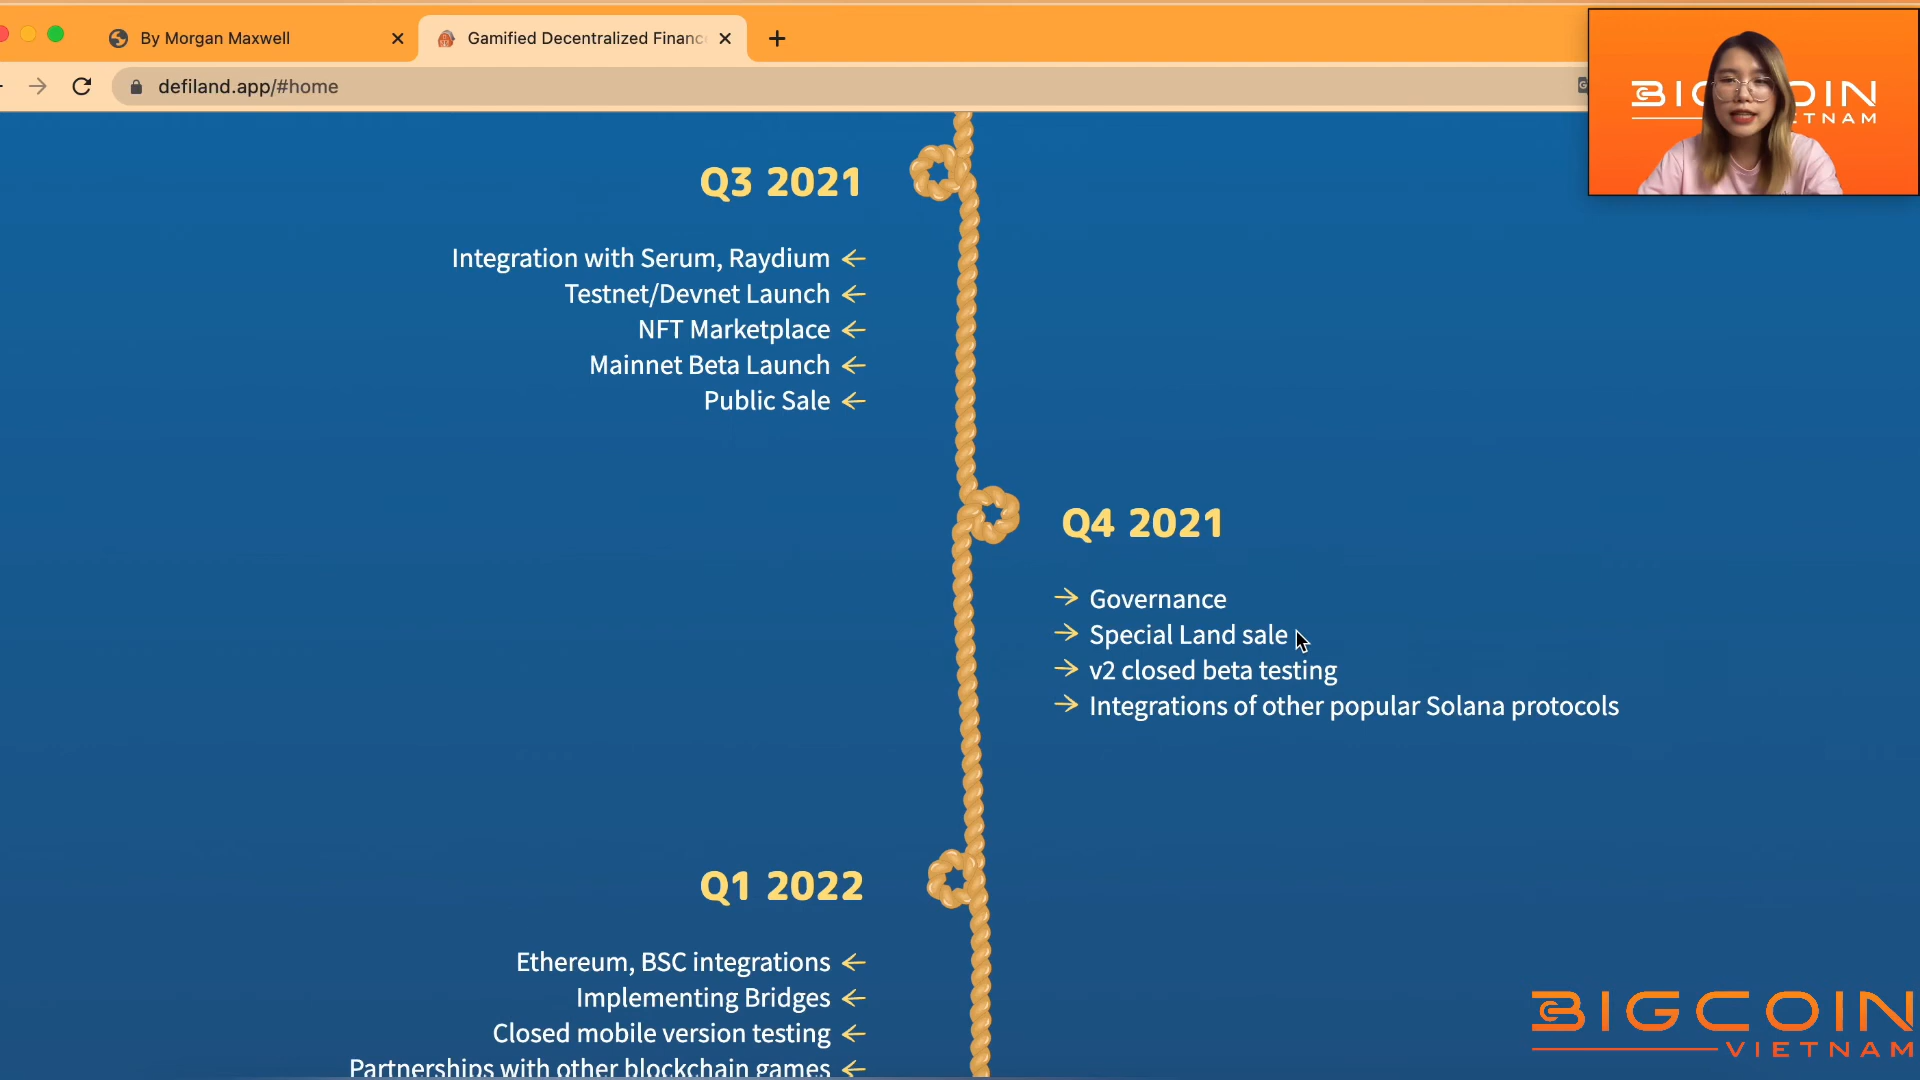 By Morgan Maxwell
Gamified Decentralized Financ
defiland.app/#home
BIGCOIN
VIETNAM
Q3 2021
Integration with Serum, Raydium
Testnet/Devnet Launch
NFT Marketplace
Mainnet Beta Launch
Public Sale
Q4 2021
Governance
Special Land sale
v2 closed beta testing
Integrations of other popular Solana protocols
Q1 2022
Ethereum, BSC integrations
Implementing Bridges
Closed mobile version testing
Partnerships with other blockchain games
BIGCOIN
VIETNAM